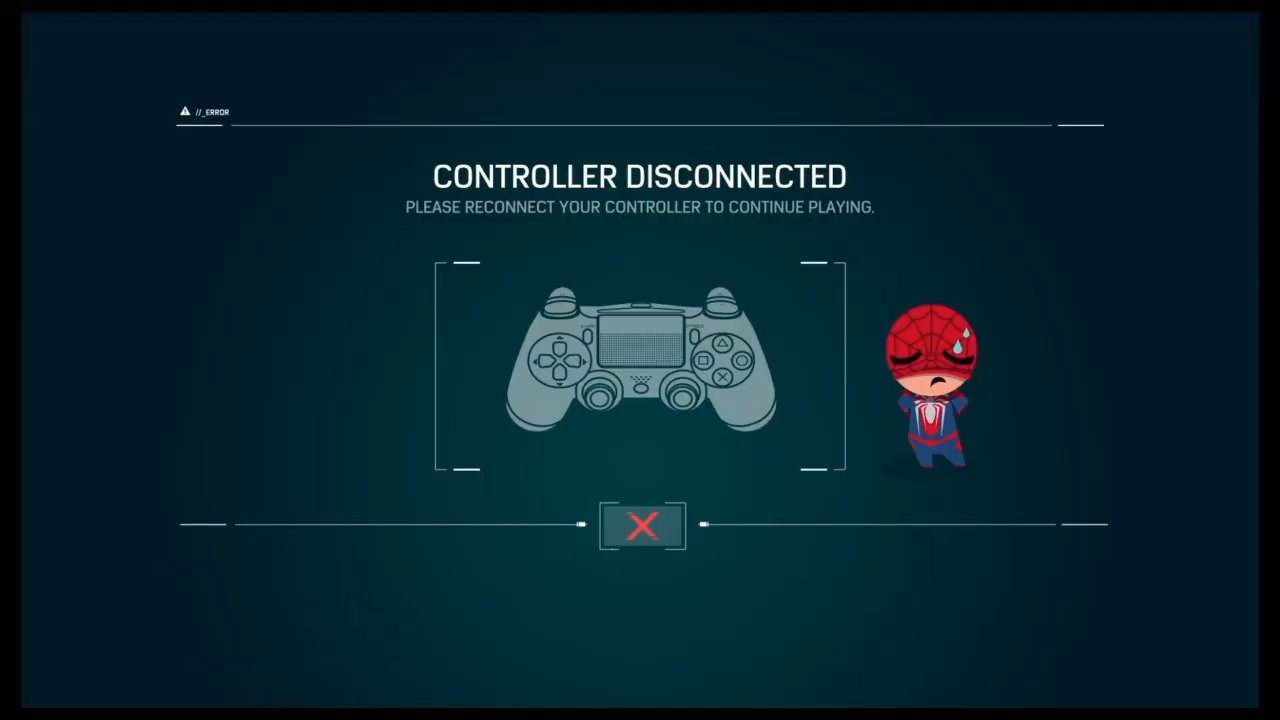 //_ERROR
CONTROLLER DISCONNECTED
PLEASE RECONNECT YOUR CONTROLLER TO CONTINUE PLAYING.